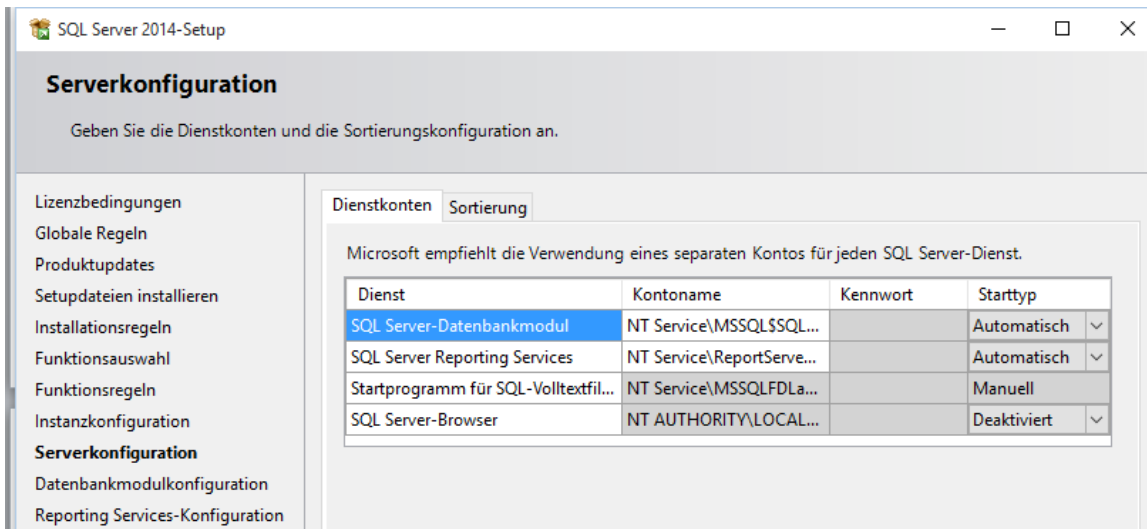 SQL Server 2014-Setup
Serverkonfiguration
Geben Sie die Dienstkonten und die Sortierungskonfiguration an.
Lizenzbedingungen
Globale Regeln
Produktupdates
Setupdateien installieren
Installationsregeln
Funktionsauswahl
Funktionsregeln
Instanzkonfiguration
Serverkonfiguration
Datenbankmodulkonfiguration
Reporting Services-Konfiguration
Dienstkonten Sortierung
Microsoft empfiehlt die Verwendung eines separaten Kontos für jeden SQL Server-Dienst.
Dienst Kontoname Kennwort Starttyp
SQL Server-Datenbankmodul NT Service\MSSQL$SQL... Automatisch
SQL Server Reporting Services NT Service\ReportServe... Automatisch
Startprogramm für SQL-Volltextfil... NT Service\MSSQLFDLa... Manuell
SQL Server-Browser NT AUTHORITY\LOCAL... Deaktiviert